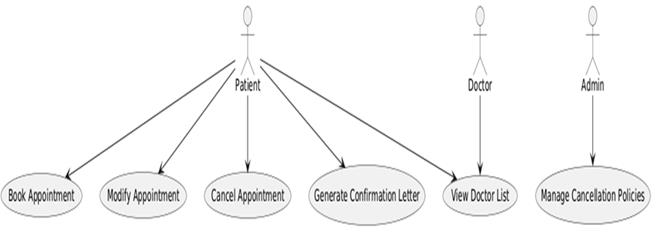 Patient
Doctor
Admin
Book Appointment
Modify Appointment
Cancel Appointment
Generate Confirmation Letter
View Doctor List
Manage Cancellation Policies